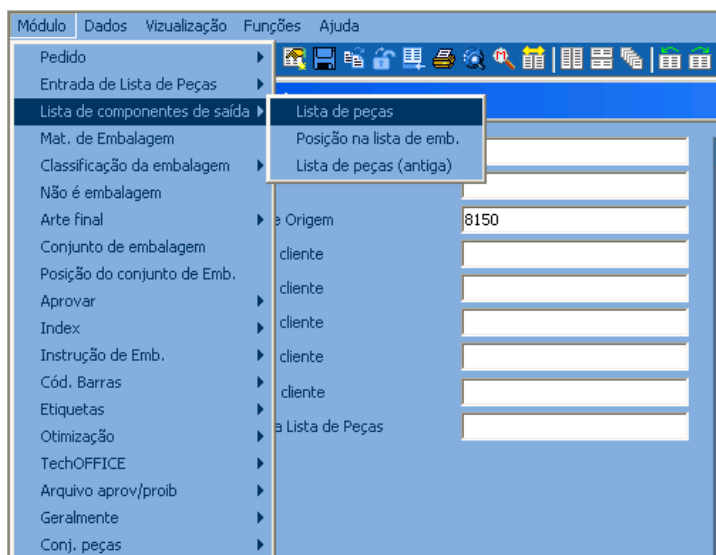 Módulo Dados Vizualização Funções Ajuda
Pedido
Entrada de Lista de Peças
Lista de componentes de saída
Lista de peças
Mat. de Embalagem
Posição na lista de emb.
Classificação da embalagem
Lista de peças (antiga)
Não é embalagem
Arte final
e Origem 8150
Conjunto de embalagem
cliente
Posição do conjunto de Emb.
cliente
Aprovar
Index
cliente
Instrução de Emb.
cliente
Cód. Barras
cliente
Etiquetas
a Lista de Peças
Otimização
TechOFFICE
Arquivo aprov/proib
Geralmente
Conj. peças